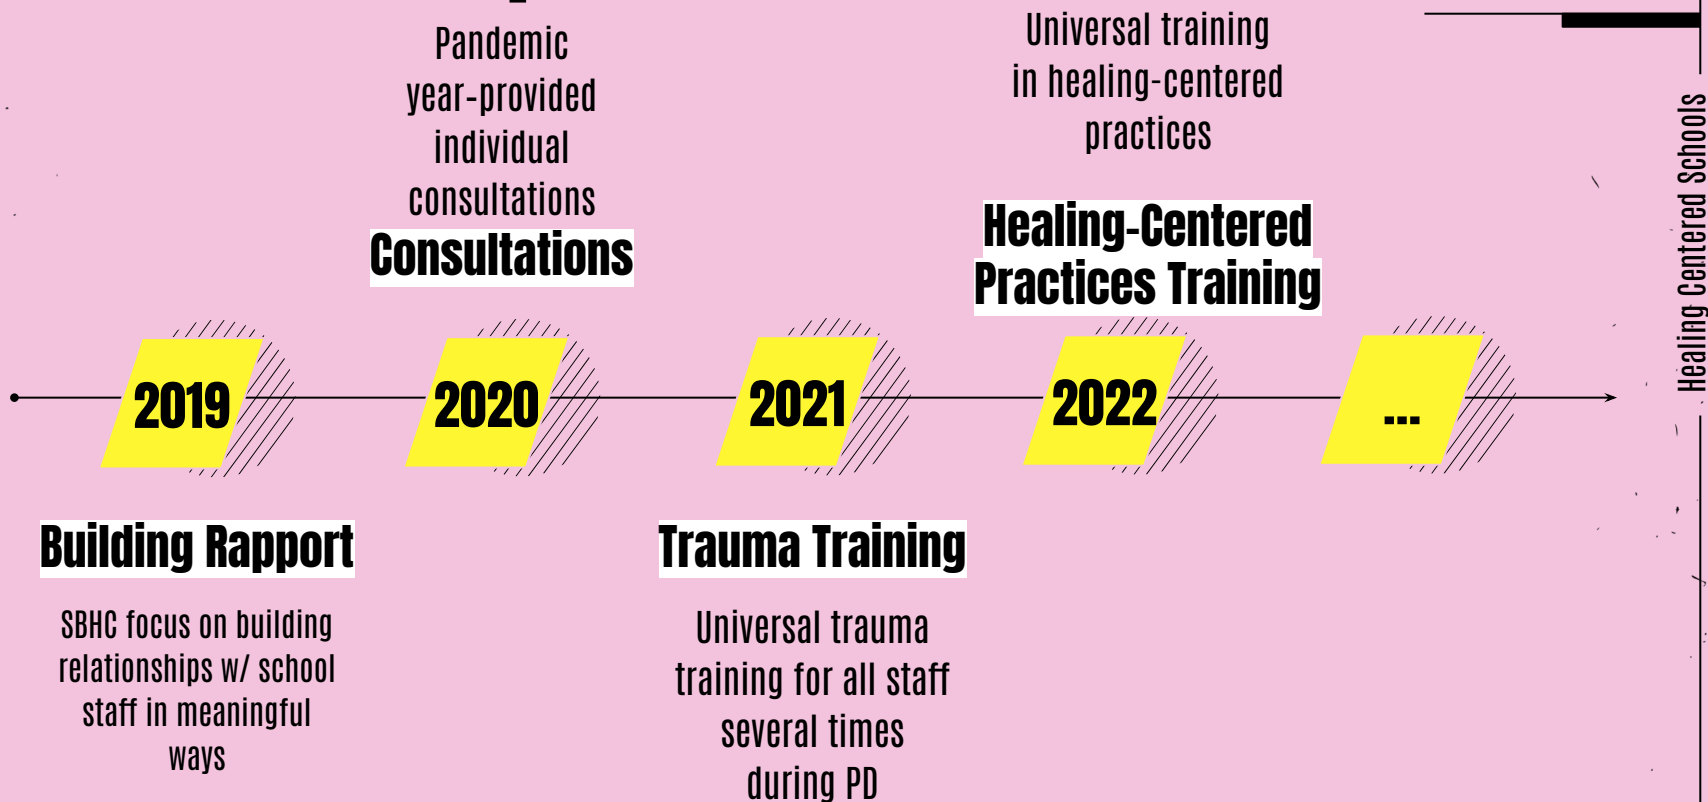 Pandemic
year-provided
individual
consultations
Consultations
Universal training
in healing-centered
practices
Healing-Centered
Practices Training
2019
2020
2021
2022
...
Building Rapport
SBHC focus on building
relationships w/ school
staff in meaningful
ways
Trauma Training
Universal trauma
training for all staff
several times
during PD
Healing Centered Schools